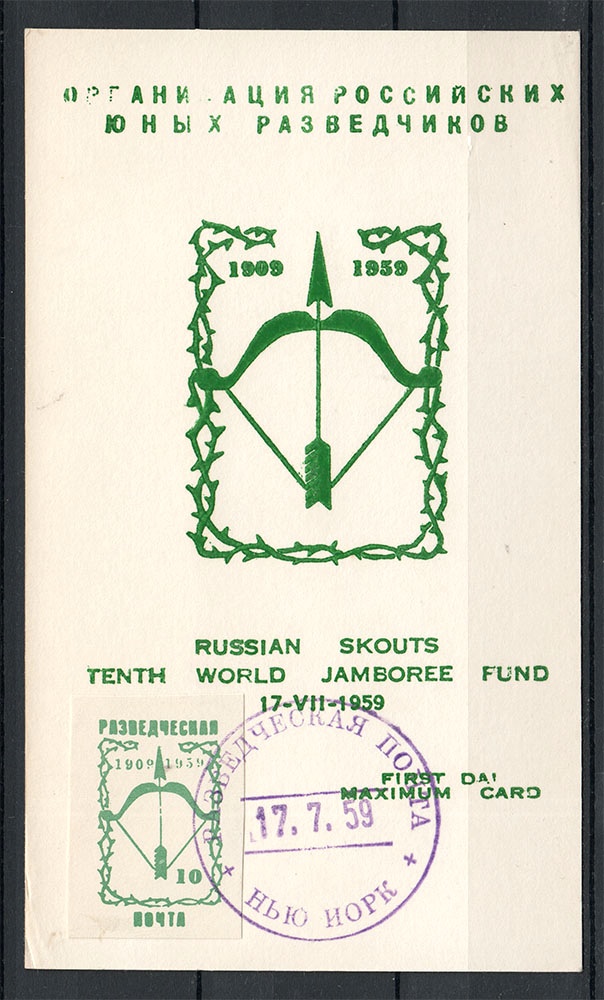 ОРГАНИ АЦИЯ РОССИЙСКИХ
ЮНЫХ РАЗВЕДЧИКОВ
1909 1959
RUSSIAN SKOUTS
TENTH WORLD JAMBOREE FUND
17-VII-1959
FIRST DA
MAXIMUM CARD
РАЗВЕДЧЕСКАЯ
1909 1959
10
ПОЧТА
РАЗВЕДЧЕСКАЯ ПОЧТА
17.7.59
НЬЮ ИОРК